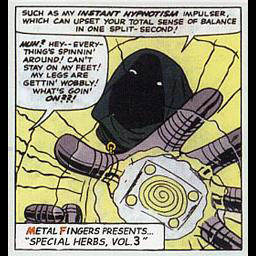 SUCH AS MY INSTANT HYPNOTISM IMPULSER,
WHICH CAN UPSET YOUR TOTAL SENSE OF BALANCE
IN ONE SPLIT-SECOND!
HUH? HEY--EVERY-
THING'S SPINNIN'
AROUND! CAN'T
STAY ON MY FEET!
MY LEGS ARE
GETTIN' WOBBLY!
WHAT'S GOIN'
ON??!
METAL FINGERS PRESENTS...
"SPECIAL HERBS, VOL.3"